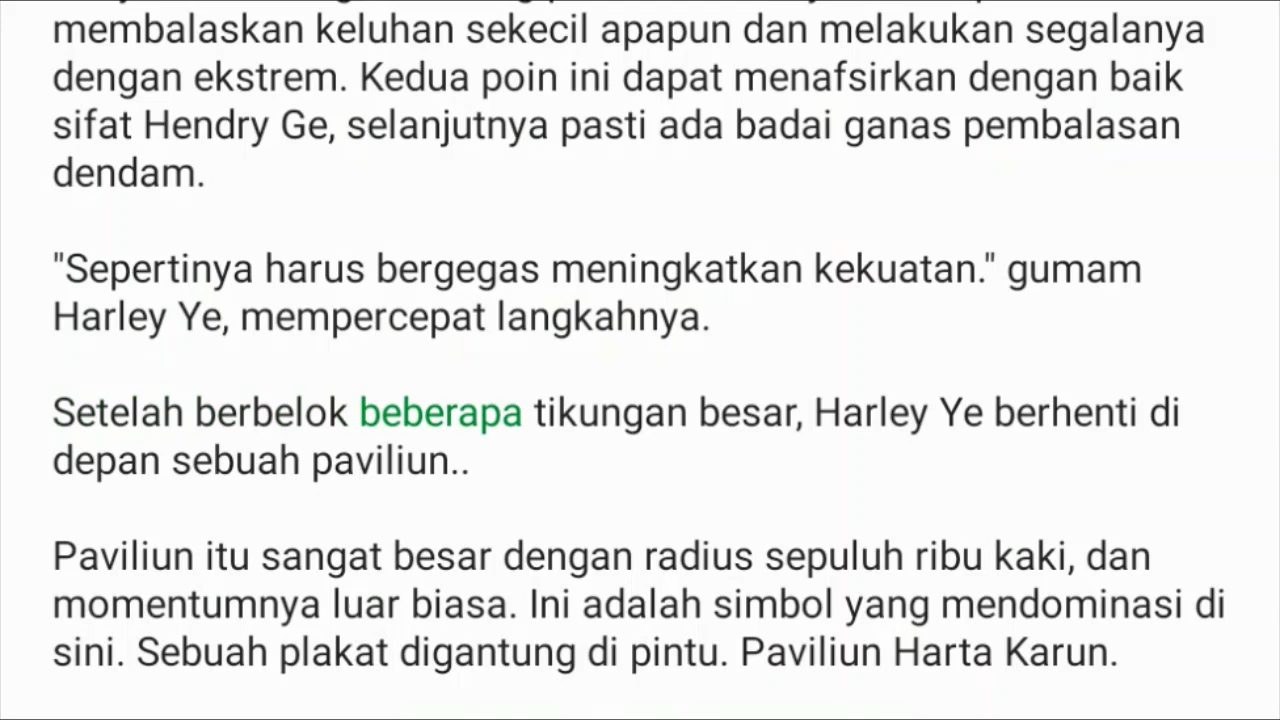 membalaskan keluhan sekecil apapun dan melakukan segalanya
dengan ekstrem. Kedua poin ini dapat menafsirkan dengan baik
sifat Hendry Ge, selanjutnya pasti ada badai ganas pembalasan
dendam.
"Sepertinya harus bergegas meningkatkan kekuatan." gumam
Harley Ye, mempercepat langkahnya.
Setelah berbelok beberapa tikungan besar, Harley Ye berhenti di
depan sebuah paviliun..
Paviliun itu sangat besar dengan radius sepuluh ribu kaki, dan
momentumnya luar biasa. Ini adalah simbol yang mendominasi di
sini. Sebuah plakat digantung di pintu. Paviliun Harta Karun.